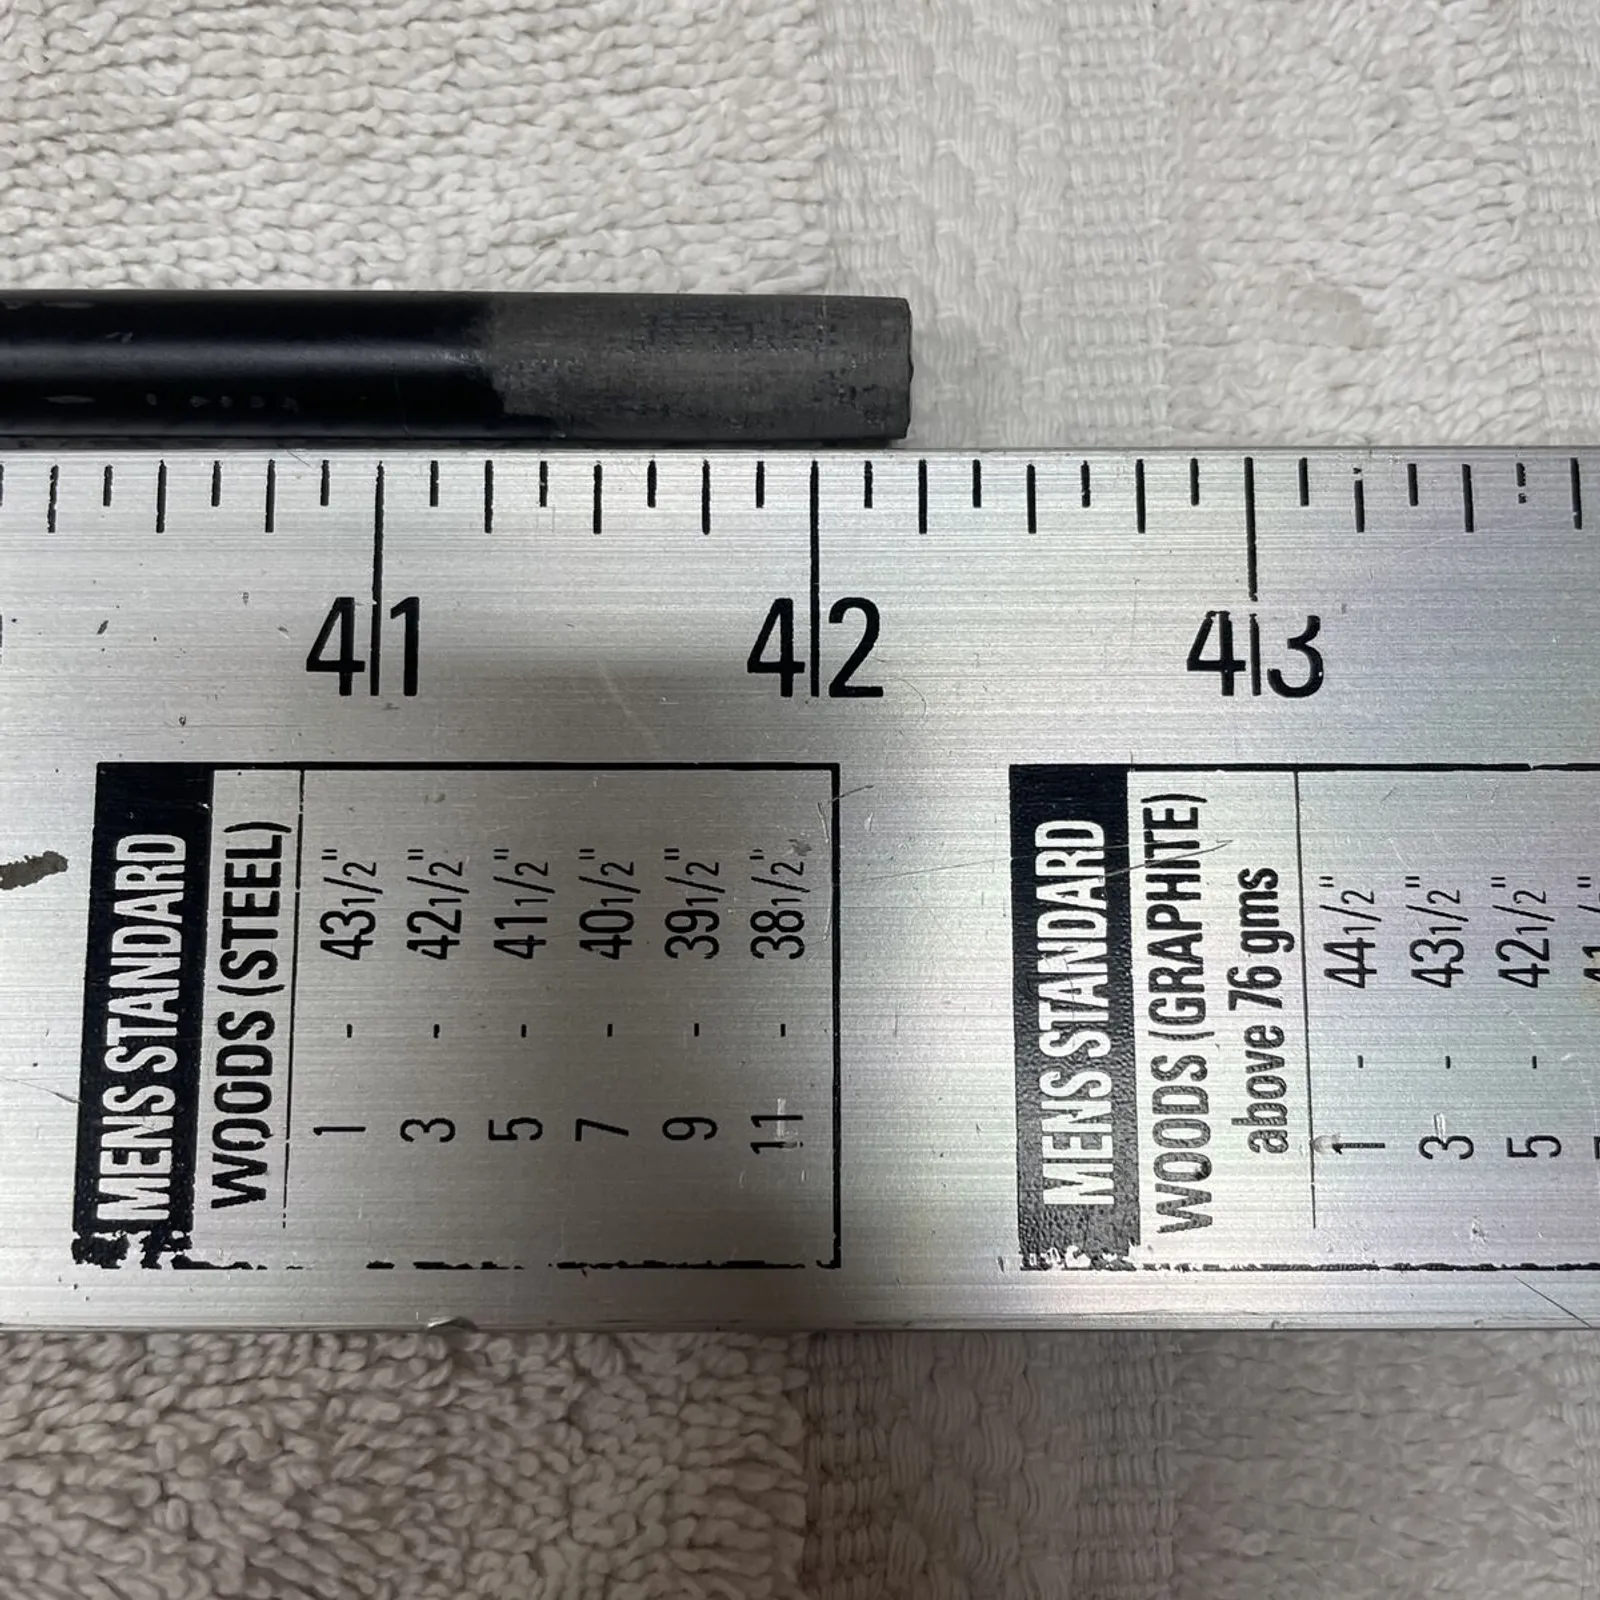 41 42 43
MENS STANDARD
WOODS (STEEL)
1 - 43 1/2"
3 - 42 1/2"
5 - 41 1/2"
7 - 40 1/2"
9 - 39 1/2"
11 - 38 1/2"
MENS STANDARD
WOODS (GRAPHITE)
above 76 gms
1 - 44 1/2"
3 - 43 1/2"
5 - 42 1/2"